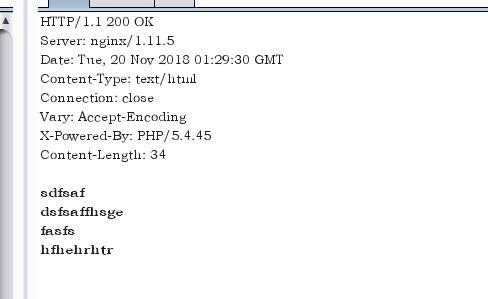 HTTP/1.1 200 OK
Server: nginx/1.11.5
Date: Tue, 20 Nov 2018 01:29:30 GMT
Content-Type: text/html
Connection: close
Vary: Accept-Encoding
X-Powered-By: PHP/5.4.45
Content-Length: 34
sdfsaf
dsfsaffhsge
fasfs
hfhehrhtr